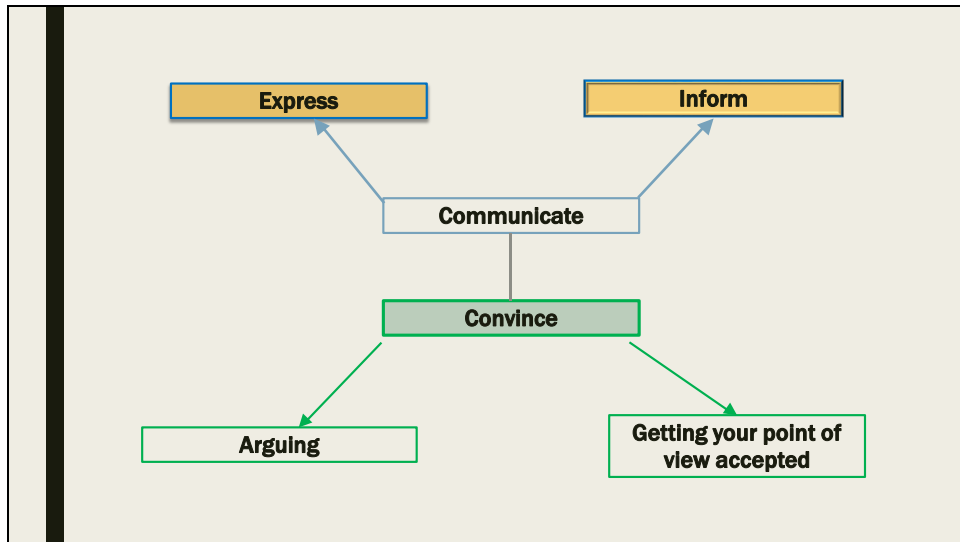 Express
Inform
Communicate
Convince
Arguing
Getting your point of
view accepted